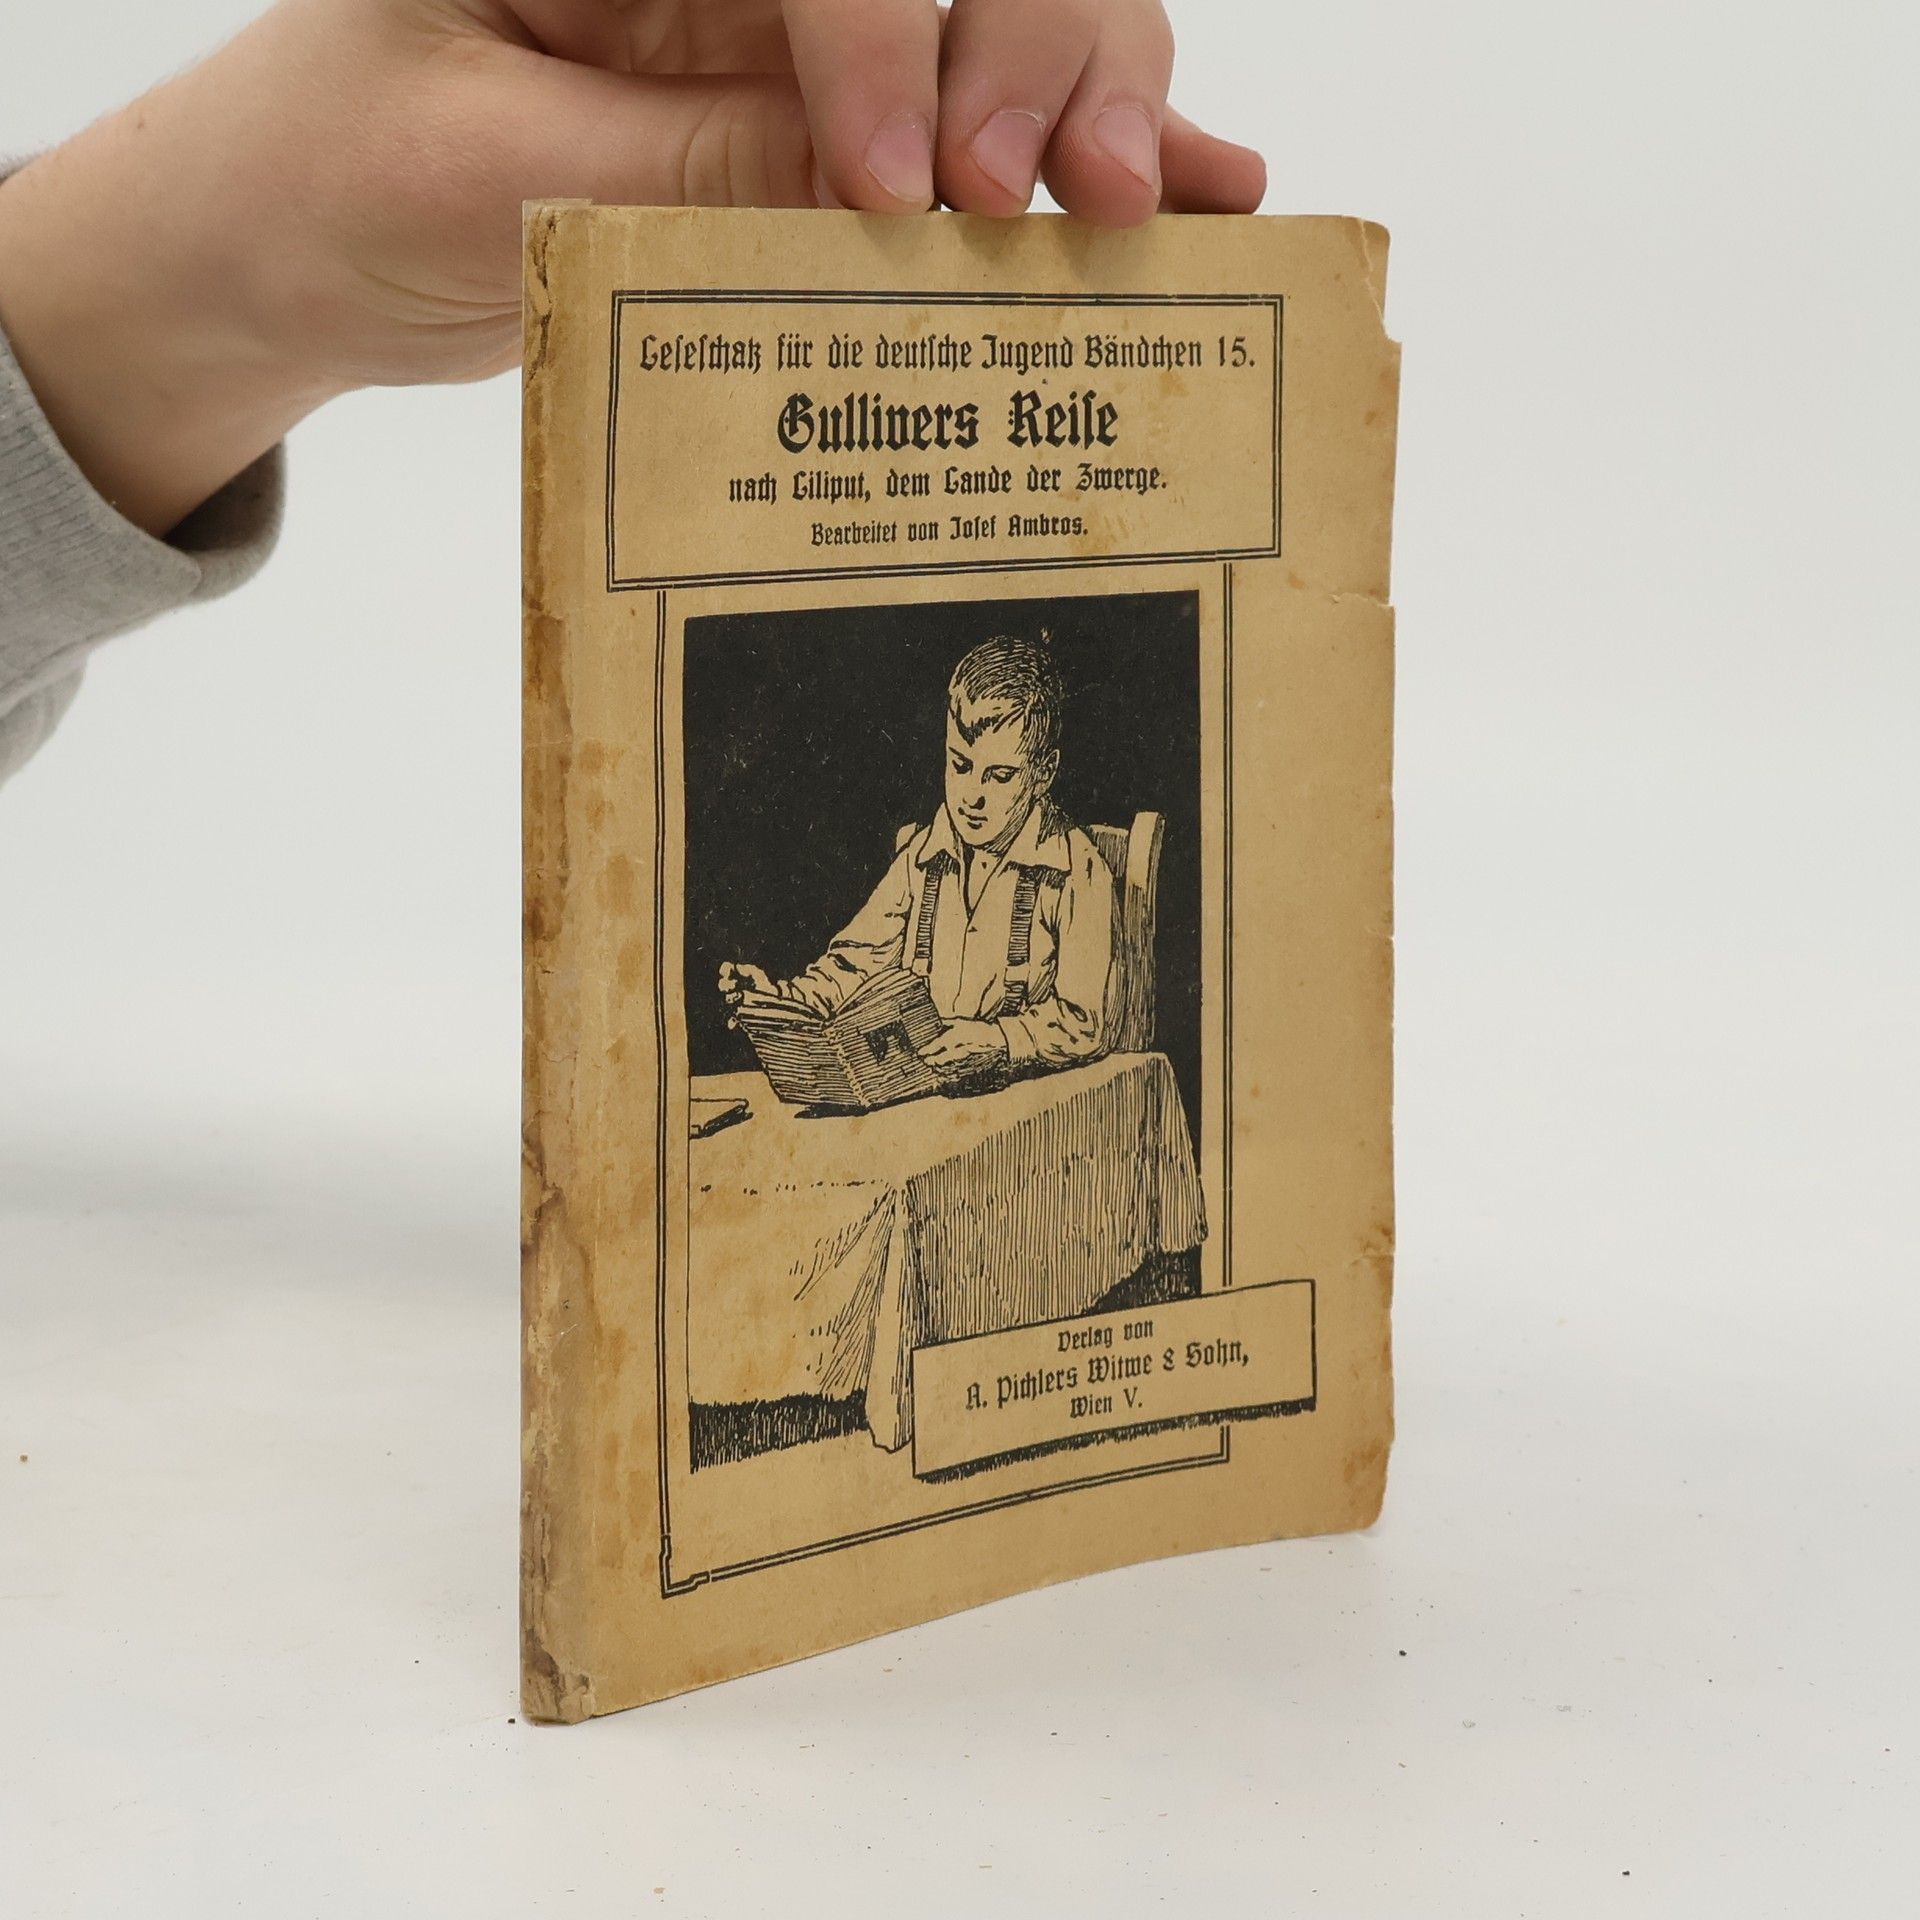 Leseschatz für die deutsche Jugend Bändchen 15.
Gullivers Reise
nach Liliput, dem Lande der Zwerge.
Bearbeitet von Josef Ambros.
Verlag von
A. Pichlers Witwe & Sohn,
Wien V.